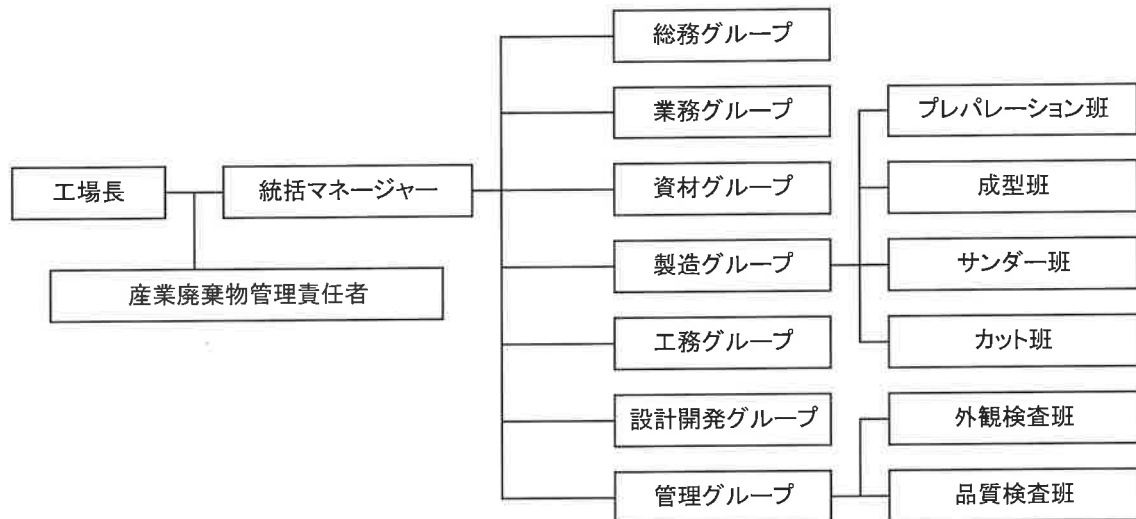 総務グループ
業務グループ
プレパレーション班
工場長
統括マネージャー
資材グループ
成型班
産業廃棄物管理責任者
製造グループ
サンダー班
工務グループ
カット班
設計開発グループ
外観検査班
管理グループ
品質検査班